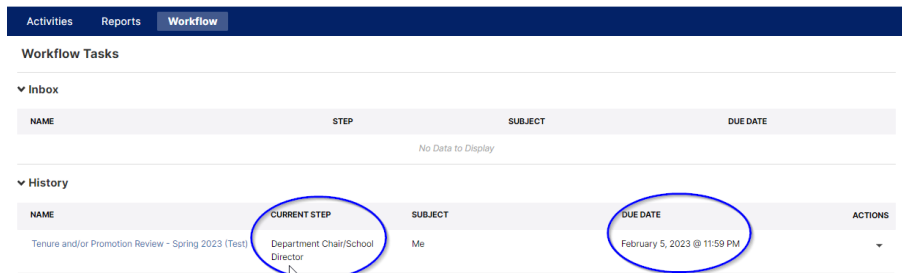 Activities Reports Workflow
Workflow Tasks
Inbox
NAME STEP SUBJECT DUE DATE
No Data to Display
History
NAME CURRENT STEP SUBJECT DUE DATE ACTIONS
Tenure and/or Promotion Review - Spring 2023 (Test) Department Chair/School Me February 5, 2023 @ 11:59 PM
Director